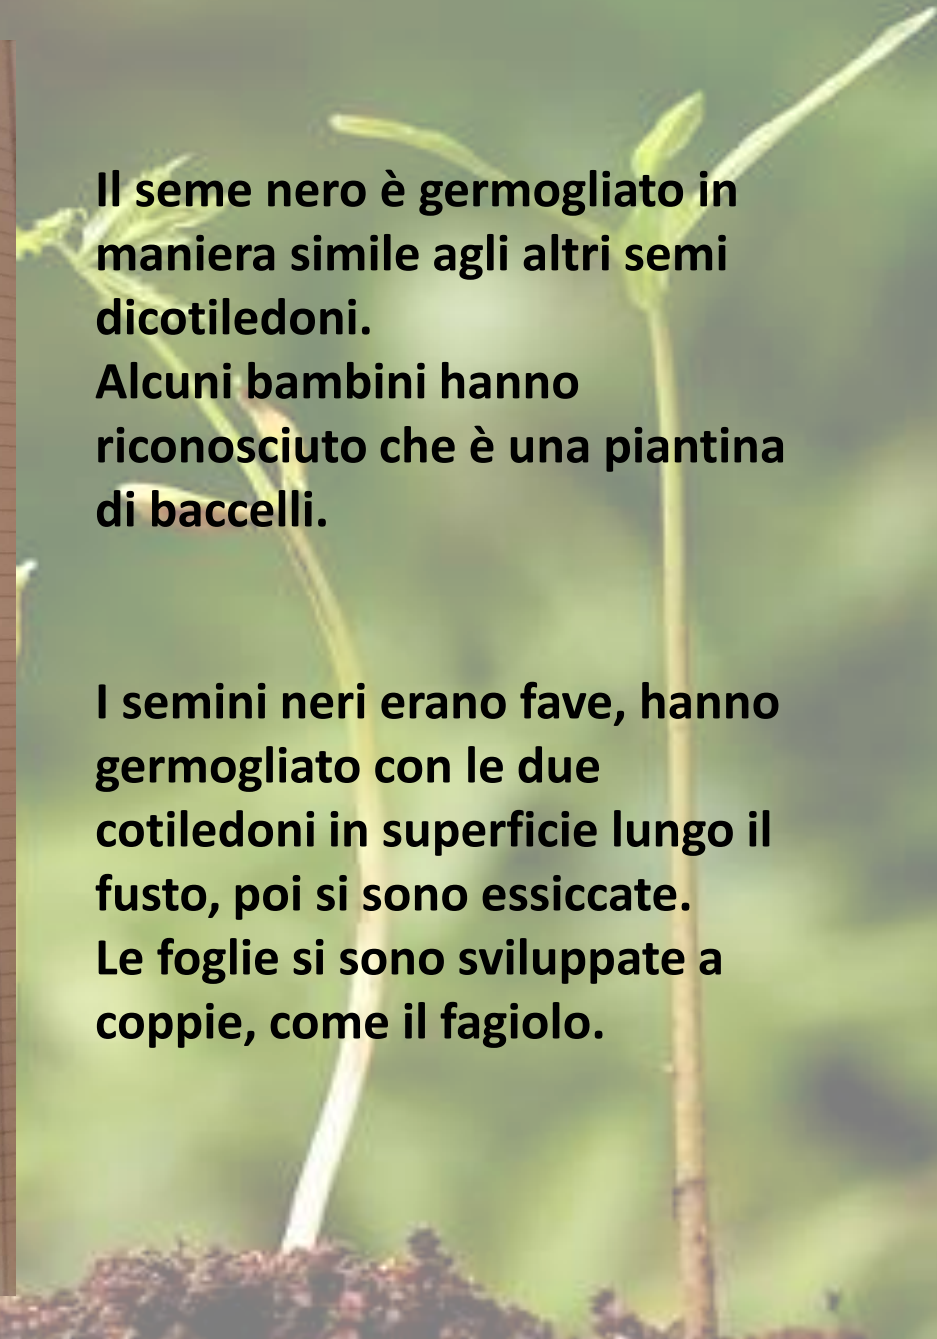 Il seme nero è germogliato in
maniera simile agli altri semi
dicotiledoni.
Alcuni bambini hanno
riconosciuto che è una piantina
di baccelli.
I semini neri erano fave, hanno
germogliato con le due
cotiledoni in superficie lungo il
fusto, poi si sono essiccate.
Le foglie si sono sviluppate a
coppie, come il fagiolo.